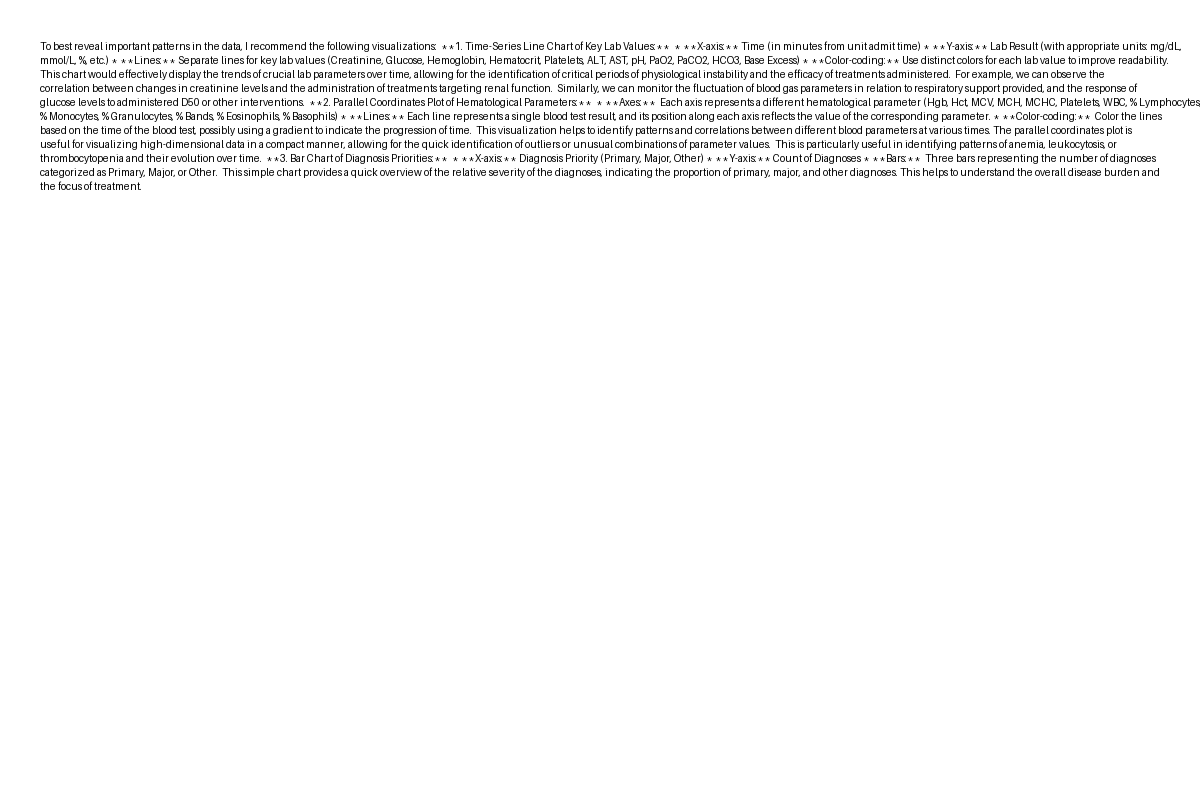 To best reveal important patterns in the data, I recommend the following visualizations:  **1. Time-Series Line Chart of Key Lab Values:**  * **X-axis:** Time (in minutes from unit admit time) * **Y-axis:** Lab Result (with appropriate units: mg/dL,
mmol/L, %, etc.) * **Lines:** Separate lines for key lab values (Creatinine, Glucose, Hemoglobin, Hematocrit, Platelets, ALT, AST, pH, PaO2, PaCO2, HCO3, Base Excess) * **Color-coding:** Use distinct colors for each lab value to improve readability.
This chart would effectively display the trends of crucial lab parameters over time, allowing for the identification of critical periods of physiological instability and the efficacy of treatments administered.  For example, we can observe the
correlation between changes in creatinine levels and the administration of treatments targeting renal function.  Similarly, we can monitor the fluctuation of blood gas parameters in relation to respiratory support provided, and the response of
glucose levels to administered D50 or other interventions.  **2. Parallel Coordinates Plot of Hematological Parameters:**  * **Axes:**  Each axis represents a different hematological parameter (Hgb, Hct, MCV, MCH, MCHC, Platelets, WBC, % Lymphocytes,
% Monocytes, % Granulocytes, % Bands, % Eosinophils, % Basophils) * **Lines:** Each line represents a single blood test result, and its position along each axis reflects the value of the corresponding parameter. * **Color-coding:** Color the lines
based on the time of the blood test, possibly using a gradient to indicate the progression of time.  This visualization helps to identify patterns and correlations between different blood parameters at various times. The parallel coordinates plot is
useful for visualizing high-dimensional data in a compact manner, allowing for the quick identification of outliers or unusual combinations of parameter values.  This is particularly useful in identifying patterns of anemia, leukocytosis, or
thrombocytopenia and their evolution over time.  **3. Bar Chart of Diagnosis Priorities:**  * **X-axis:** Diagnosis Priority (Primary, Major, Other) * **Y-axis:** Count of Diagnoses * **Bars:**  Three bars representing the number of diagnoses
categorized as Primary, Major, or Other.  This simple chart provides a quick overview of the relative severity of the diagnoses, indicating the proportion of primary, major, and other diagnoses. This helps to understand the overall disease burden and
the focus of treatment.